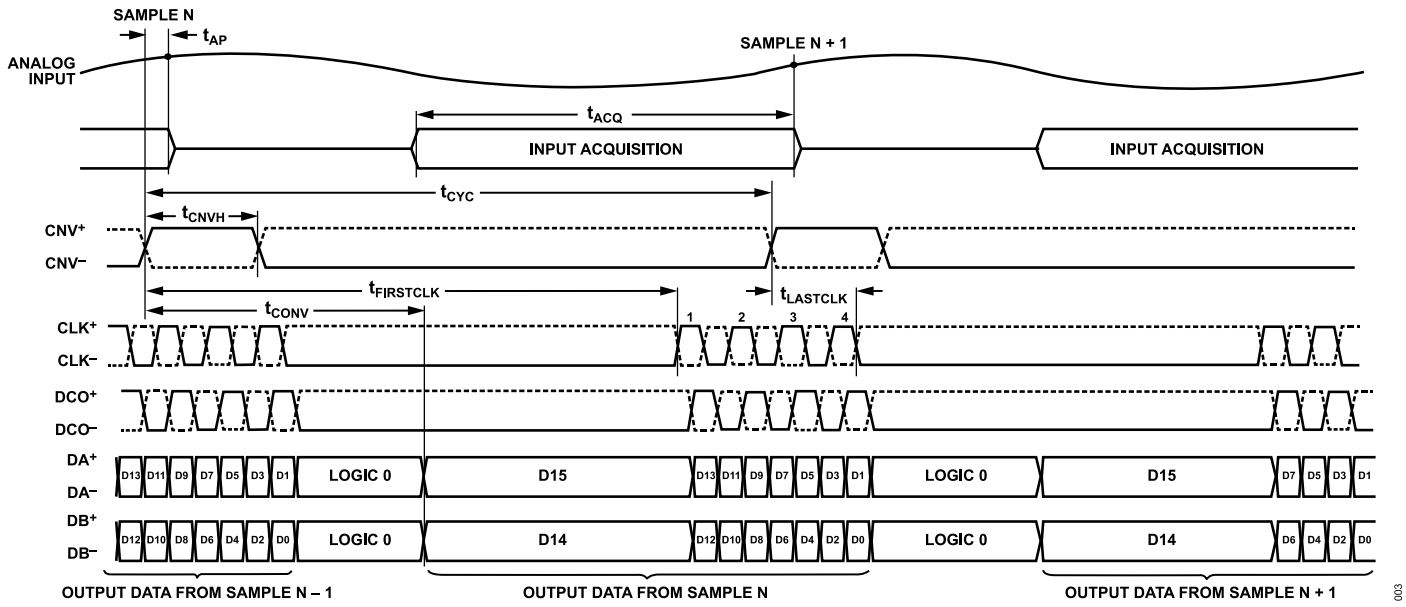 SAMPLE N
tAP
SAMPLE N + 1
ANALOG
INPUT
tACQ
INPUT ACQUISITION
INPUT ACQUISITION
tCYC
tCNVH
CNV+
CNV–
tFIRSTCLK
tLASTCLK
tCONV
CLK+
1 2 3 4
CLK–
DCO+
DCO–
DA+
D13 D11 D9 D7 D5 D3 D1 LOGIC 0 D15 D13 D11 D9 D7 D5 D3 D1 LOGIC 0 D15 D7 D5 D3 D1
DA–
DB+
D12 D10 D8 D6 D4 D2 D0 LOGIC 0 D14 D12 D10 D8 D6 D4 D2 D0 LOGIC 0 D14 D6 D4 D2 D0
DB–
OUTPUT DATA FROM SAMPLE N – 1 OUTPUT DATA FROM SAMPLE N OUTPUT DATA FROM SAMPLE N + 1
003